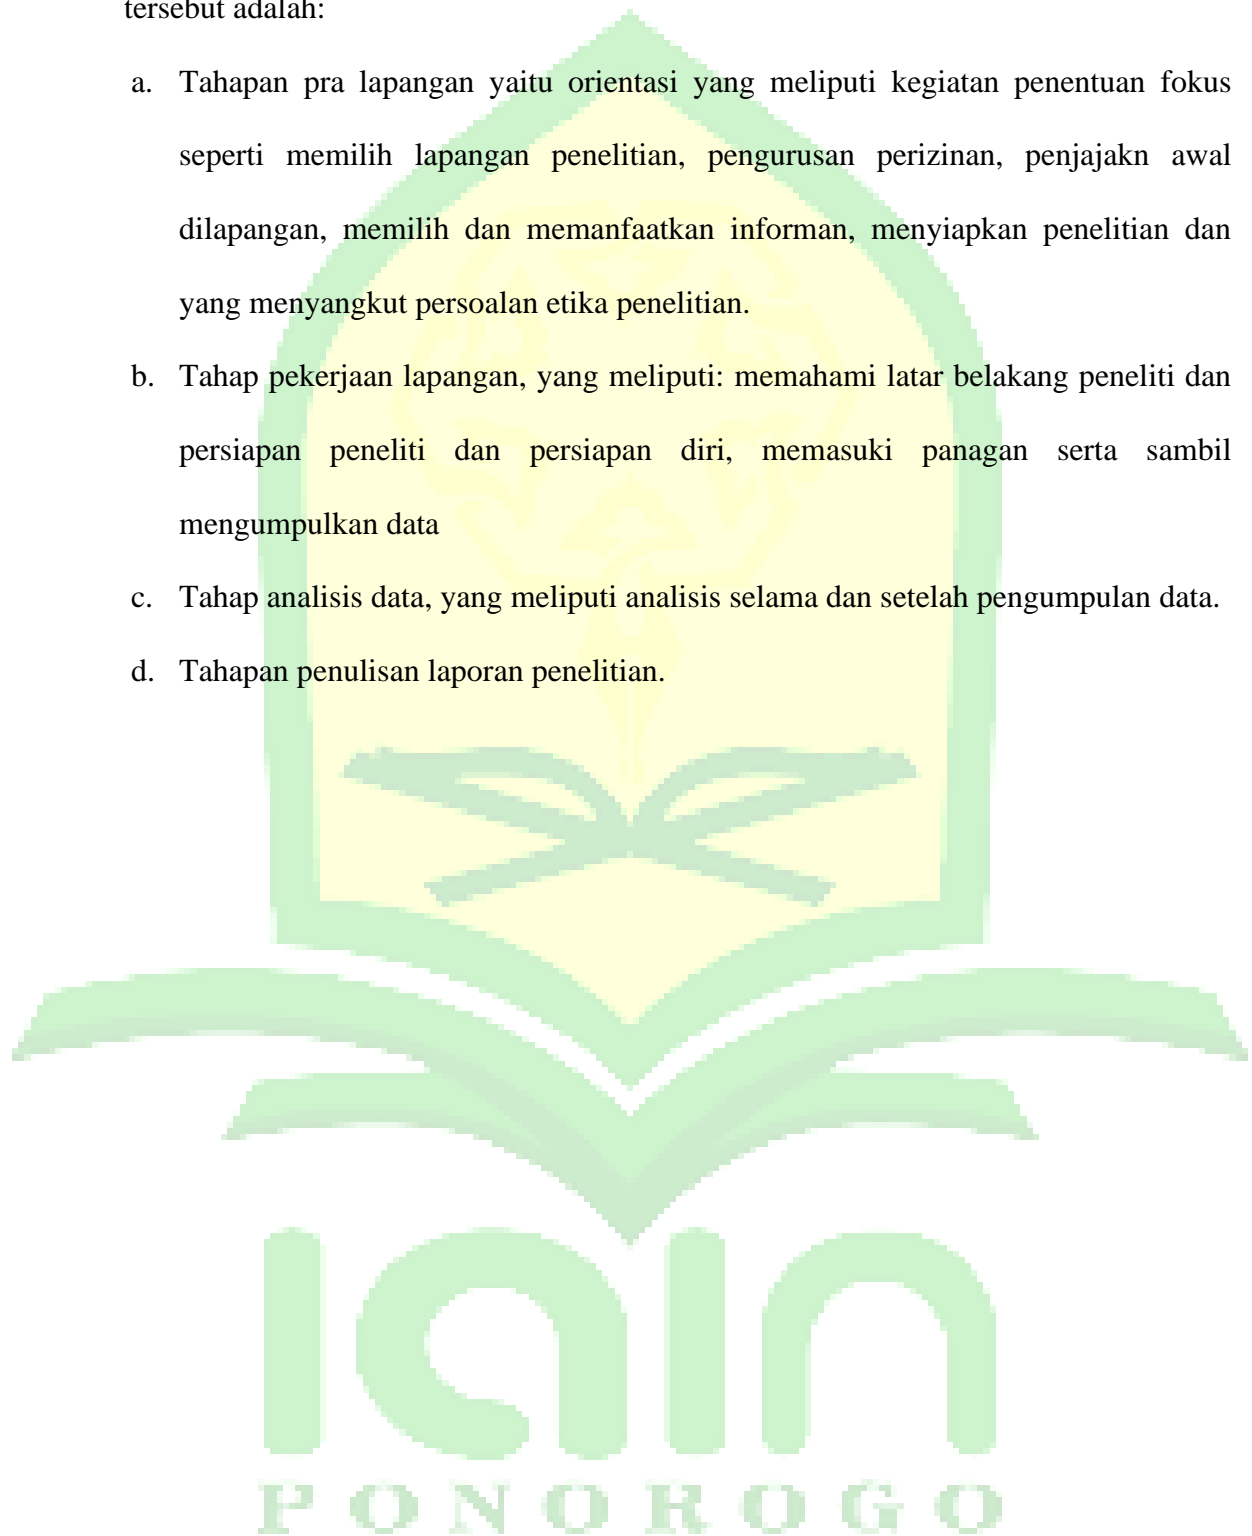 tersebut adalah:
a. Tahapan pra lapangan yaitu orientasi yang meliputi kegiatan penentuan fokus
seperti memilih lapangan penelitian, pengurusan perizinan, penjajakn awal
dilapangan, memilih dan memanfaatkan informan, menyiapkan penelitian dan
yang menyangkut persoalan etika penelitian.
b. Tahap pekerjaan lapangan, yang meliputi: memahami latar belakang peneliti dan
persiapan peneliti dan persiapan diri, memasuki panagan serta sambil
mengumpulkan data
c. Tahap analisis data, yang meliputi analisis selama dan setelah pengumpulan data.
d. Tahapan penulisan laporan penelitian.
iain
PONOROGO